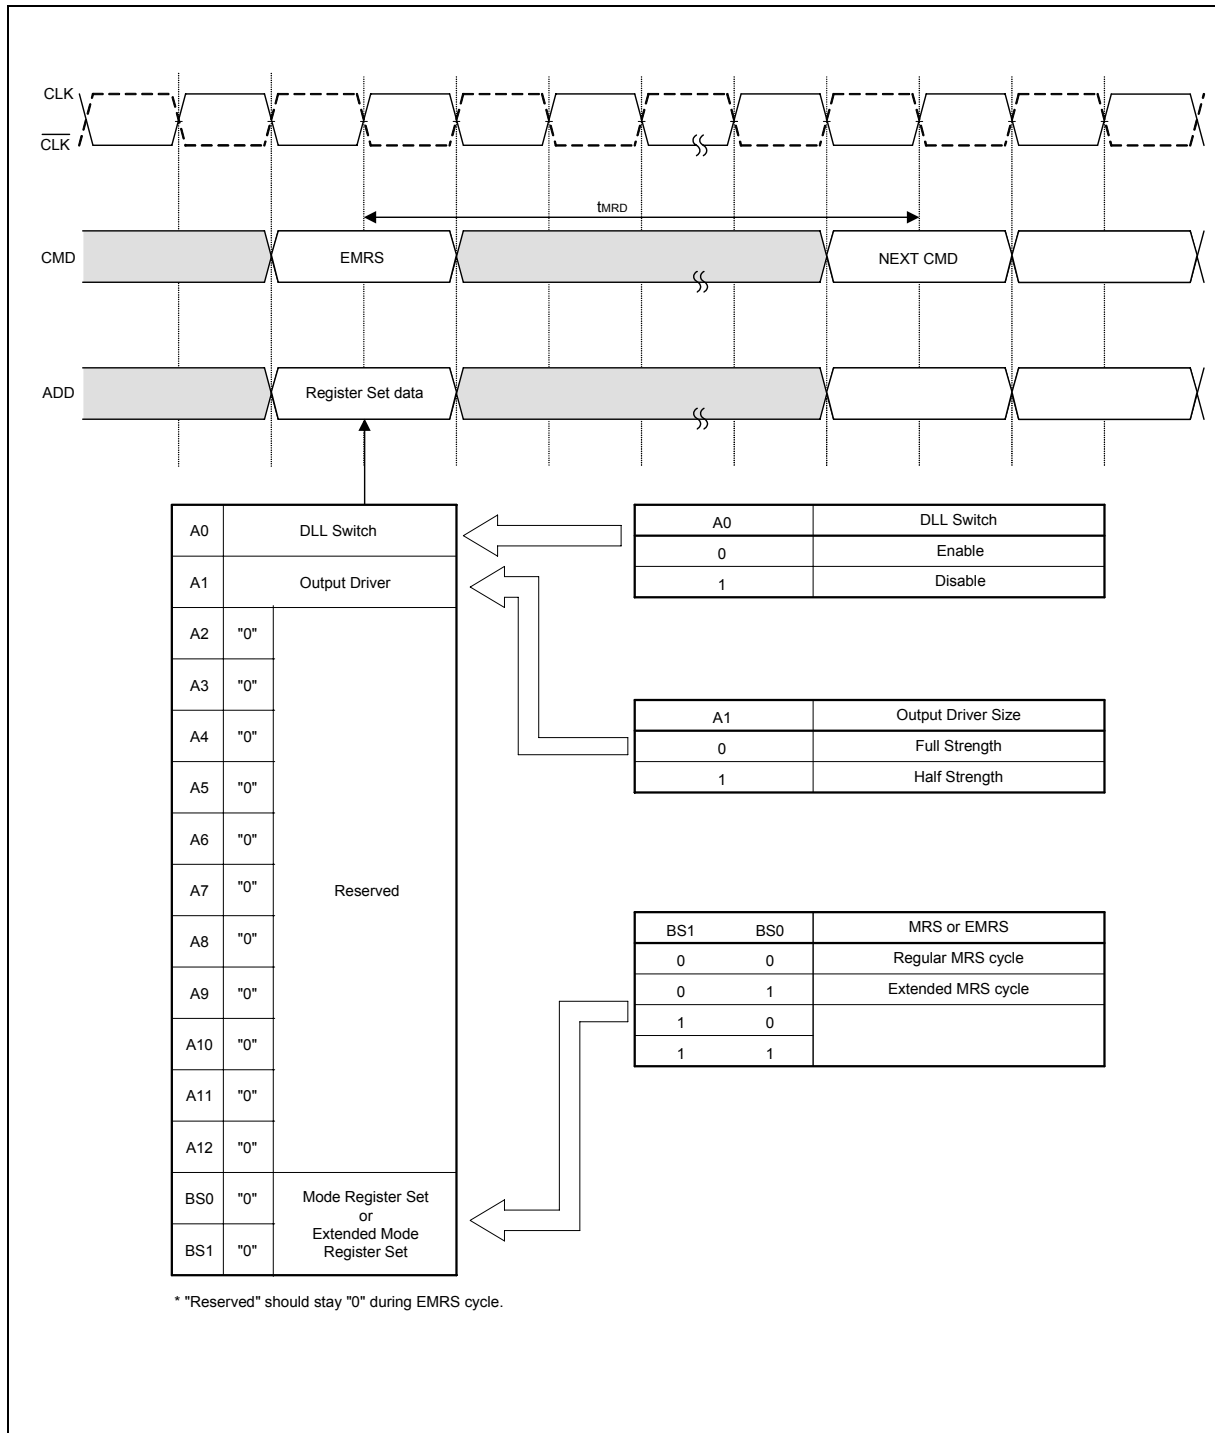 CLK
CLK
tMRD
CMD
EMRS
NEXT CMD
ADD
Register Set data
A0 DLL Switch
A1 Output Driver
A2 "0"
A3 "0"
A4 "0"
A5 "0"
A6 "0"
A7 "0" Reserved
A8 "0"
A9 "0"
A10 "0"
A11 "0"
A12 "0"
BS0 "0"
BS1 "0"
Mode Register Set
or
Extended Mode
Register Set
A0 DLL Switch
0 Enable
1 Disable
A1 Output Driver Size
0 Full Strength
1 Half Strength
BS1 BS0 MRS or EMRS
0 0 Regular MRS cycle
0 1 Extended MRS cycle
1 0
1 1
* "Reserved" should stay "0" during EMRS cycle.